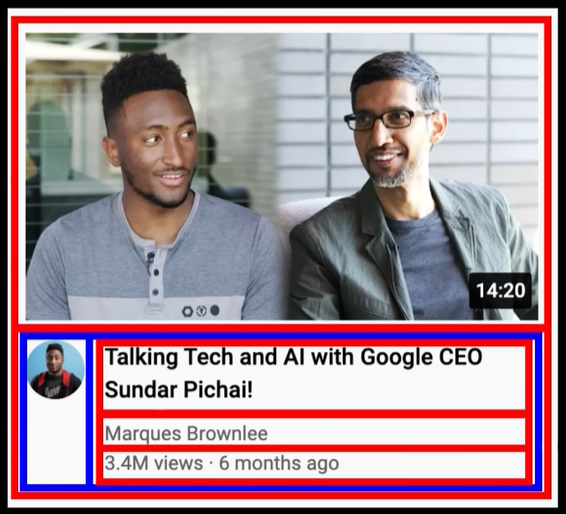 14:20
Talking Tech and AI with Google CEO
Sundar Pichai!
Marques Brownlee
3.4M views · 6 months ago